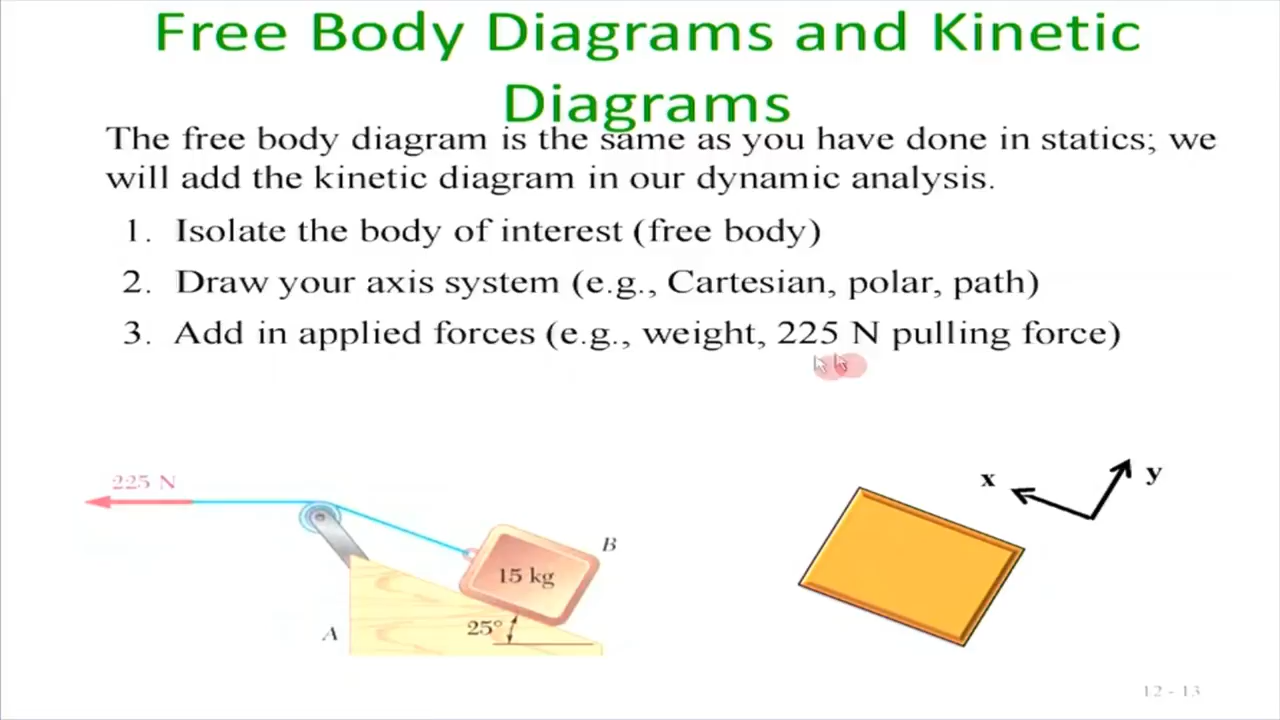 Free Body Diagrams and Kinetic
Diagrams
The free body diagram is the same as you have done in statics; we
will add the kinetic diagram in our dynamic analysis.
1. Isolate the body of interest (free body)
2. Draw your axis system (e.g., Cartesian, polar, path)
3. Add in applied forces (e.g., weight, 225 N pulling force)
225 N
B
15 kg
A
25°
x
y
12 - 13